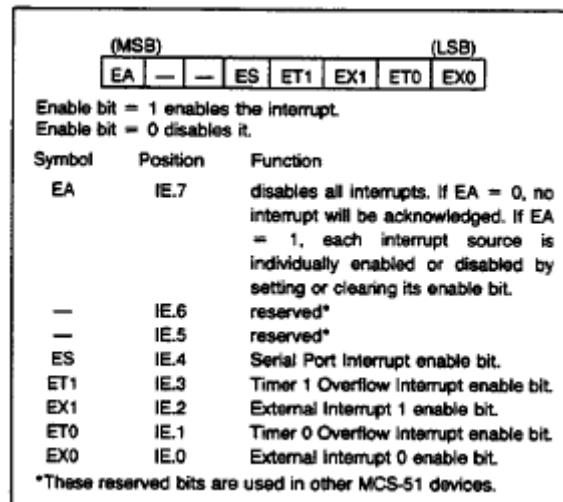 (MSB) (LSB)
EA — — ES ET1 EX1 ET0 EX0
Enable bit = 1 enables the interrupt.
Enable bit = 0 disables it.
Symbol Position Function
EA IE.7 disables all interrupts. If EA = 0, no
interrupt will be acknowledged. If EA
= 1, each interrupt source is
individually enabled or disabled by
setting or clearing its enable bit.
— IE.6 reserved*
— IE.5 reserved*
ES IE.4 Serial Port Interrupt enable bit.
ET1 IE.3 Timer 1 Overflow Interrupt enable bit.
EX1 IE.2 External Interrupt 1 enable bit.
ET0 IE.1 Timer 0 Overflow Interrupt enable bit.
EX0 IE.0 External Interrupt 0 enable bit.
*These reserved bits are used in other MCS-51 devices.